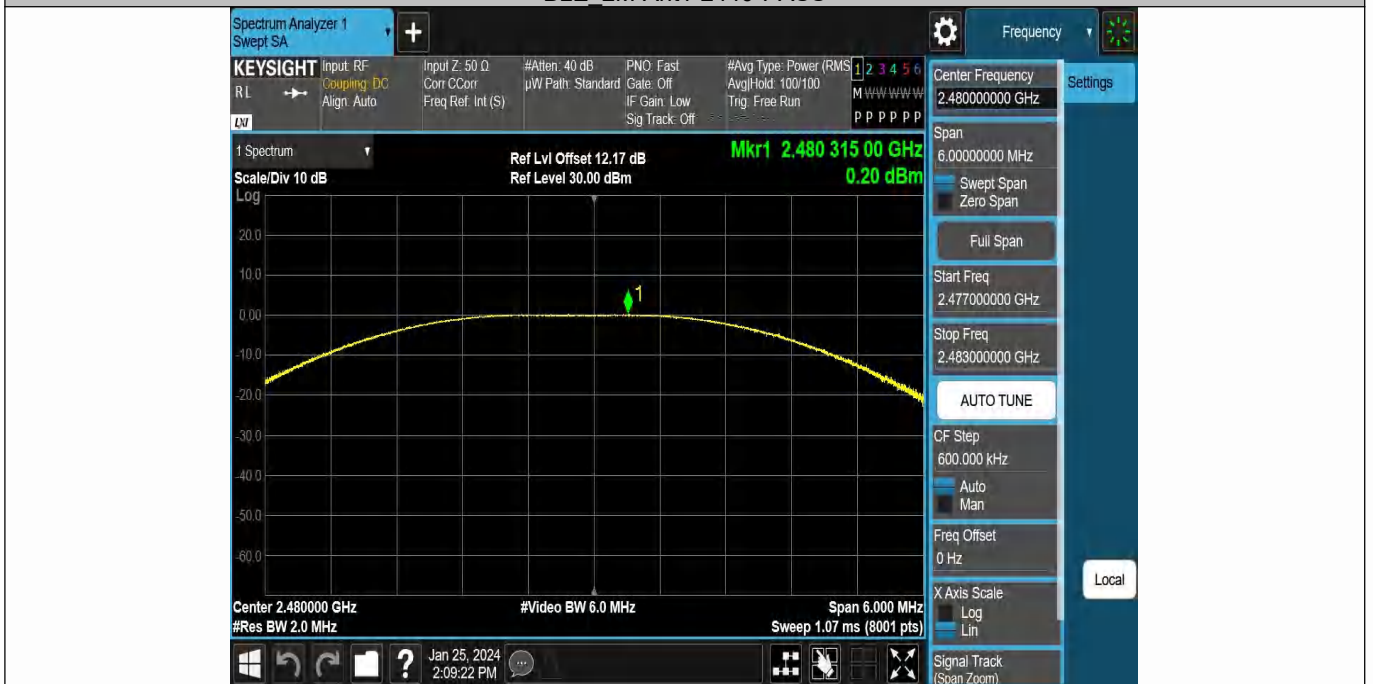 Spectrum Analyzer 1
Swept SA
+
Frequency
KEYSIGHT
RL
LXI
Input: RF
Coupling: DC
Align: Auto
Input Z: 50 Ω
Corr CCorr
Freq Ref: Int (S)
#Atten: 40 dB
µW Path: Standard
PNO: Fast
Gate: Off
IF Gain: Low
Sig Track: Off
#Avg Type: Power (RMS
Avg|Hold: 100/100
Trig: Free Run
1 2 3 4 5 6
M W W W W W
P P P P P P
Center Frequency
2.480000000 GHz
Settings
Span
6.00000000 MHz
Swept Span
Zero Span
Full Span
Start Freq
2.477000000 GHz
Stop Freq
2.483000000 GHz
AUTO TUNE
CF Step
600.000 kHz
Auto
Man
Freq Offset
0 Hz
X Axis Scale
Log
Lin
Signal Track
(Span Zoom)
Local
1 Spectrum
Scale/Div 10 dB
Log
Ref Lvl Offset 12.17 dB
Ref Level 30.00 dBm
Mkr1 2.480 315 00 GHz
0.20 dBm
20.0
10.0
1
0.00
-10.0
-20.0
-30.0
-40.0
-50.0
-60.0
Center 2.480000 GHz
#Res BW 2.0 MHz
#Video BW 6.0 MHz
Span 6.000 MHz
Sweep 1.07 ms (8001 pts)
?
Jan 25, 2024
2:09:22 PM